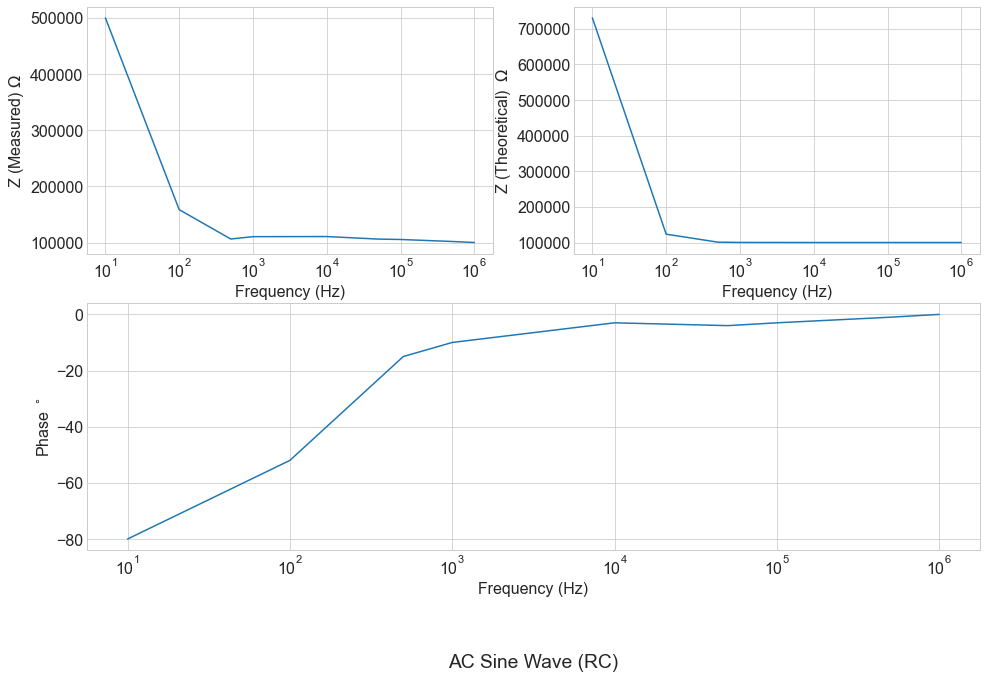 Z (Measured) Ω
500000
400000
300000
200000
100000
10^1 10^2 10^3 10^4 10^5 10^6
Frequency (Hz)
Z (Theoretical) Ω
700000
600000
500000
400000
300000
200000
100000
10^1 10^2 10^3 10^4 10^5 10^6
Frequency (Hz)
Phase °
0
−20
−40
−60
−80
10^1 10^2 10^3 10^4 10^5 10^6
Frequency (Hz)
AC Sine Wave (RC)